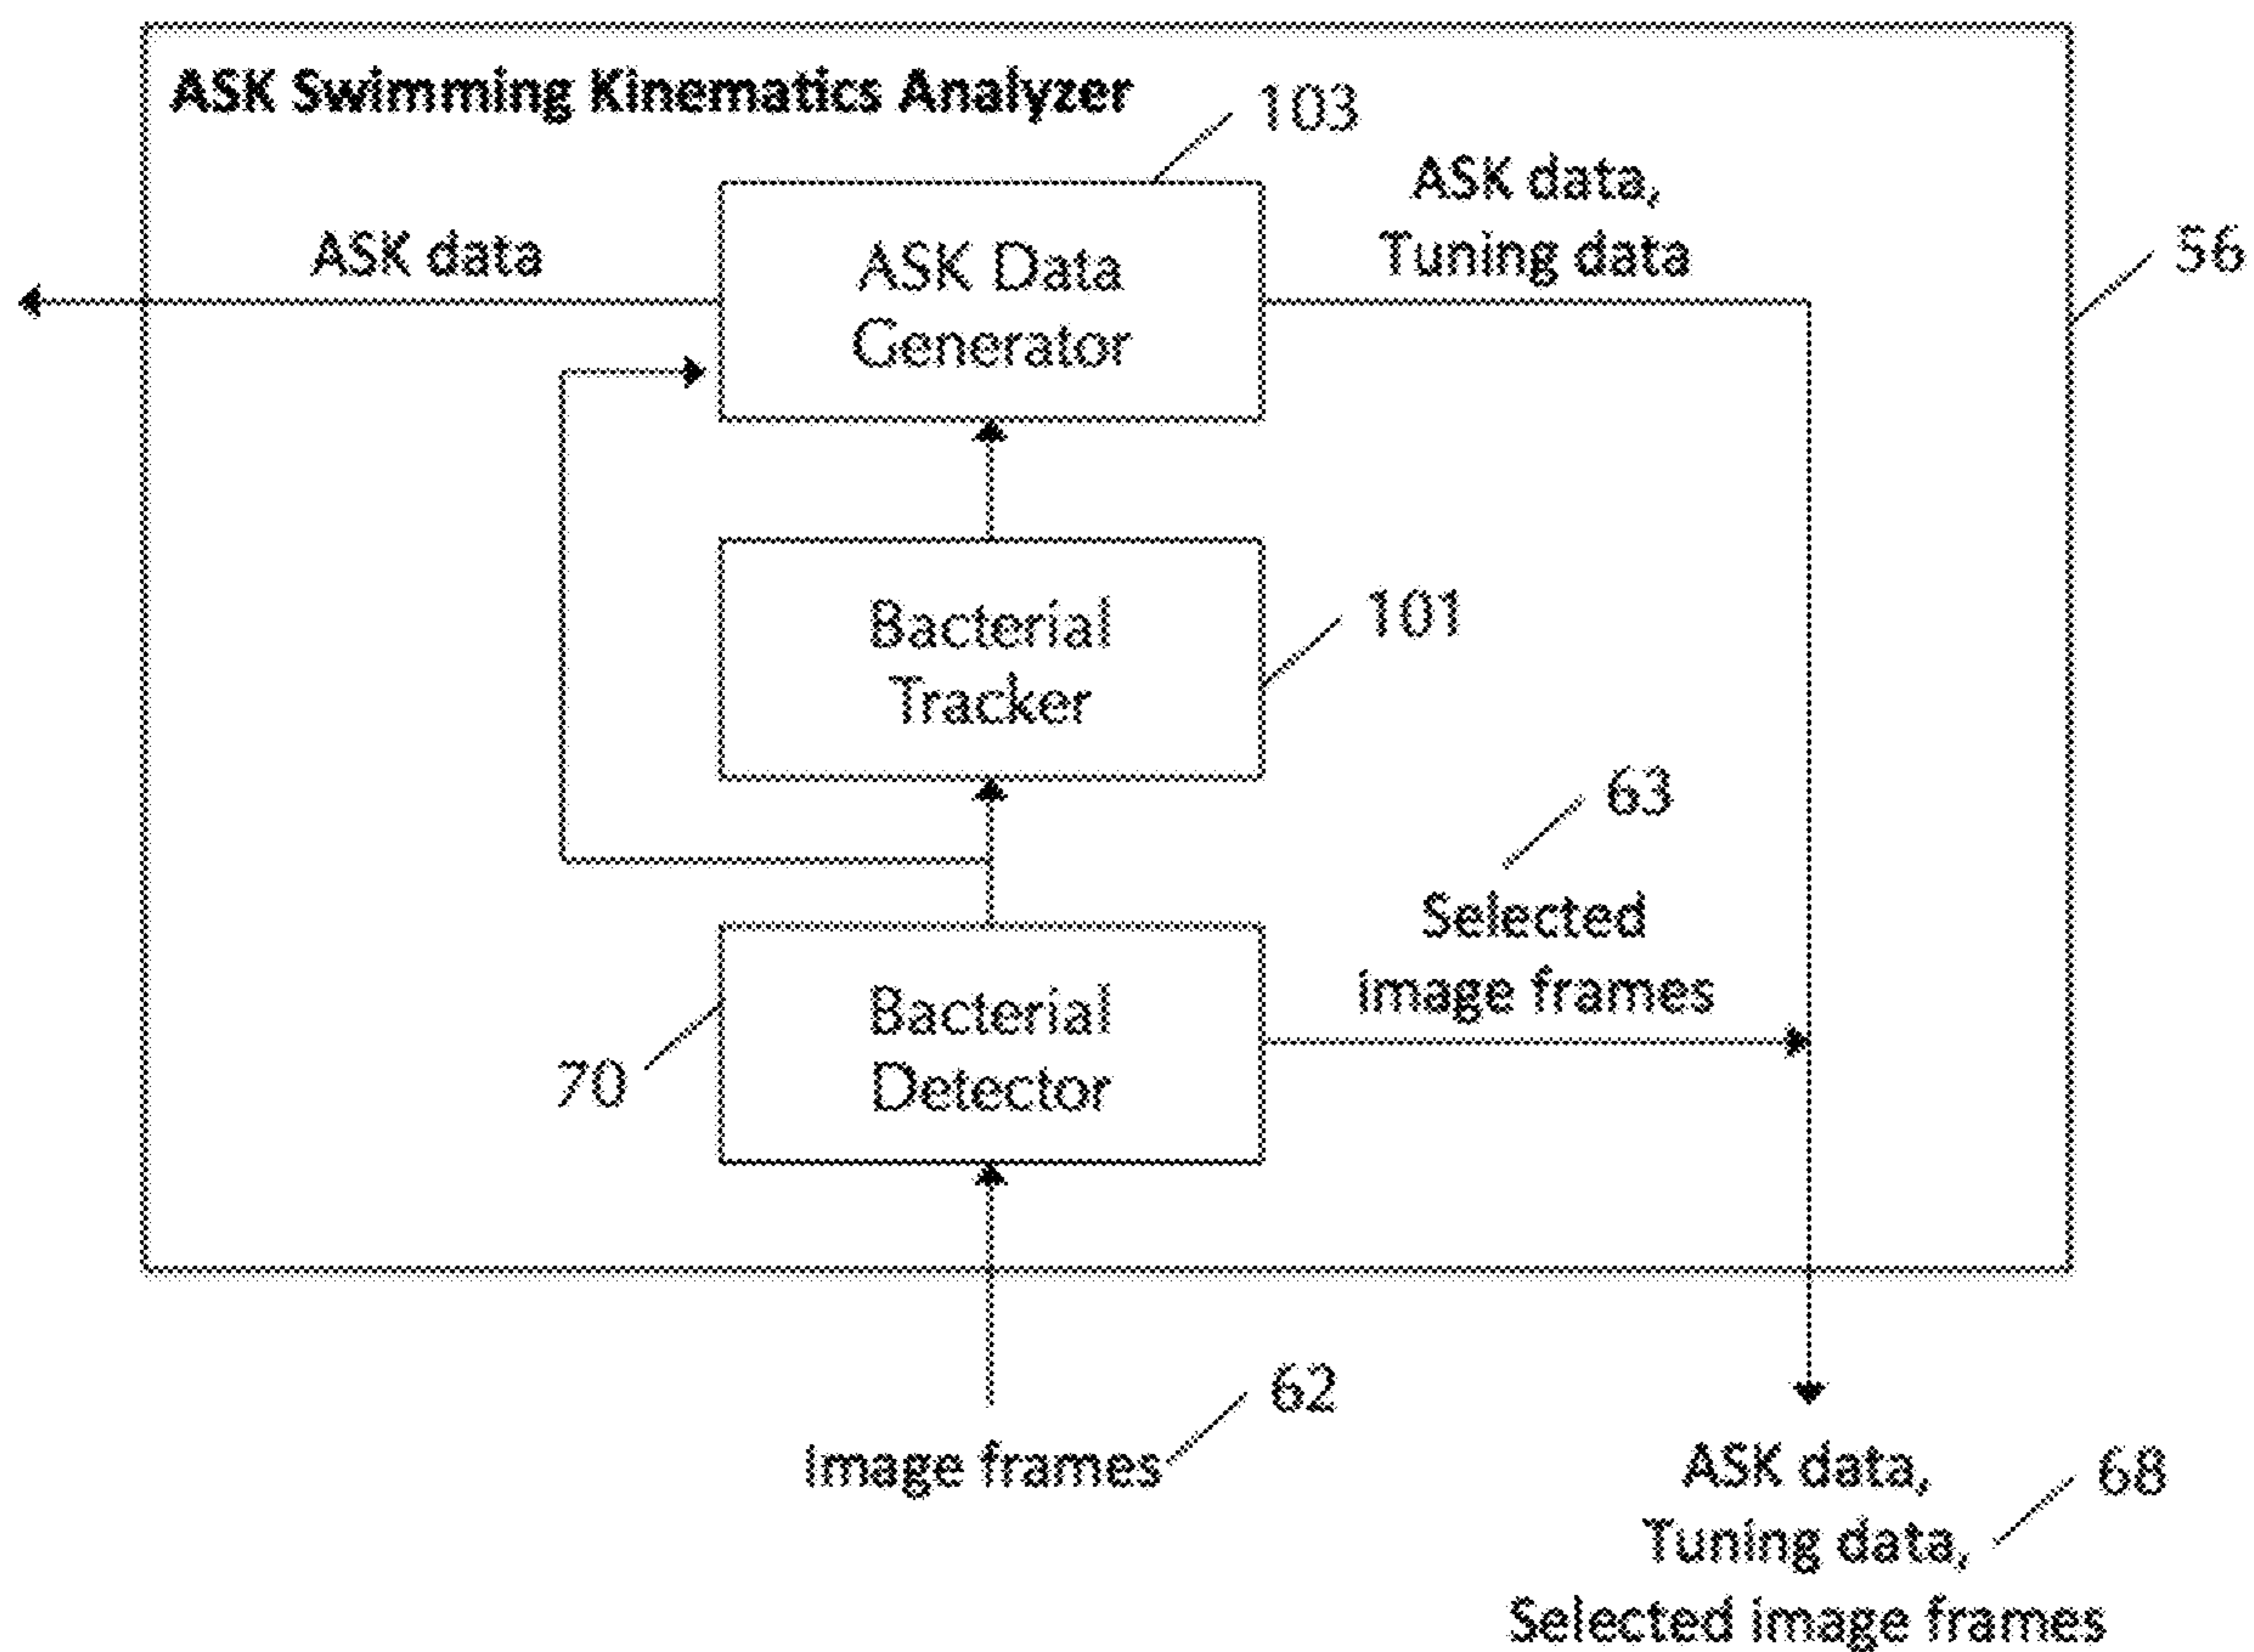 ASK Swimming Kinematics Analyzer
103
ASK data,
Tuning data
56
ASK data
ASK Data
Generator
Bacterial
Tracker
101
63
Selected
image frames
Bacterial
Detector
70
62
Image frames
ASK data,
Tuning data,
Selected image frames
68